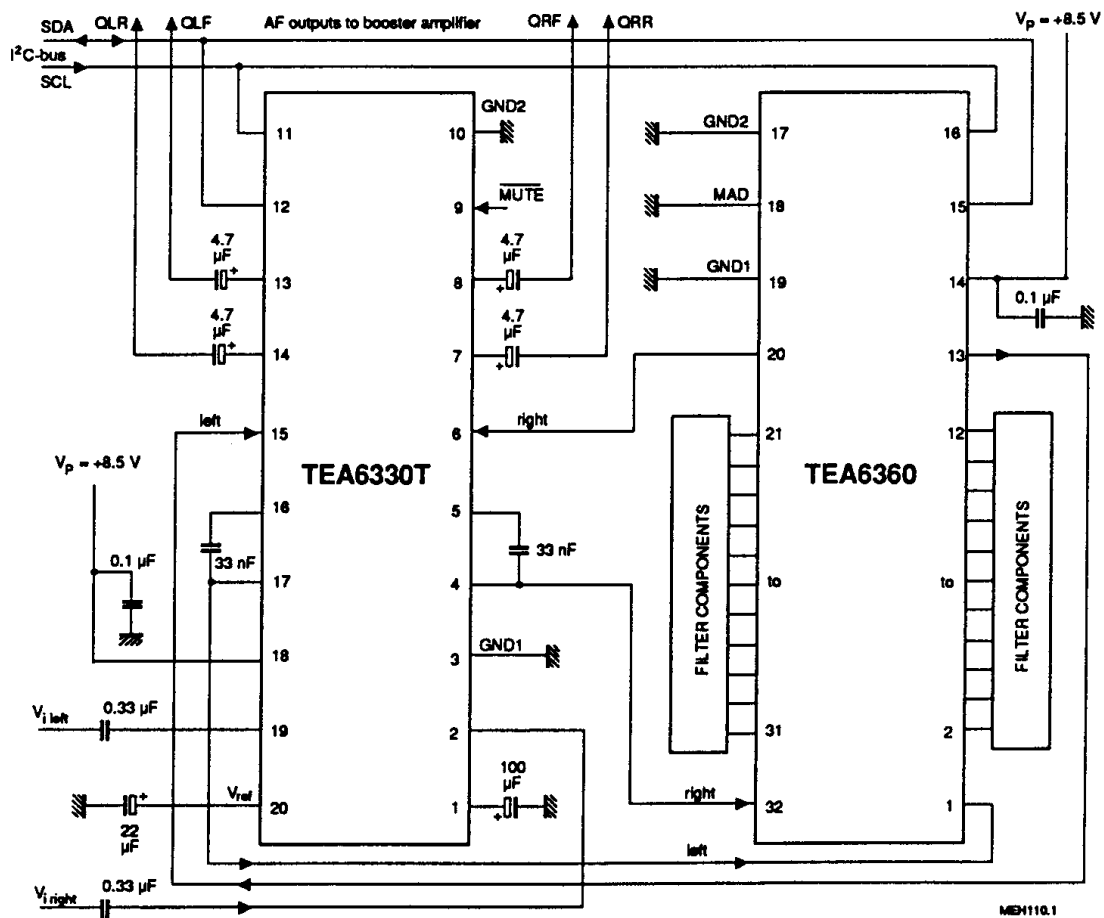 SDA QLR QLF AF outputs to booster amplifier QRF QRR Vp = +8.5 V
I²C-bus
SCL
GND2 GND2
11 10 17 16
MUTE MAD
12 9 18 15
4.7 µF 4.7 µF GND1
13 8 19 14
0.1 µF
4.7 µF 4.7 µF
14 7 20 13
left right
15 6 21 12
Vp = +8.5 V TEA6330T TEA6360
16 5
0.1 µF 33 nF 33 nF
17 4 to to
FILTER COMPONENTS FILTER COMPONENTS
GND1
18 3
Vi left 0.33 µF
19 2 31 2
100 µF right
Vref
20 1 32 1
22 µF
left
Vi right 0.33 µF
MEH110.1